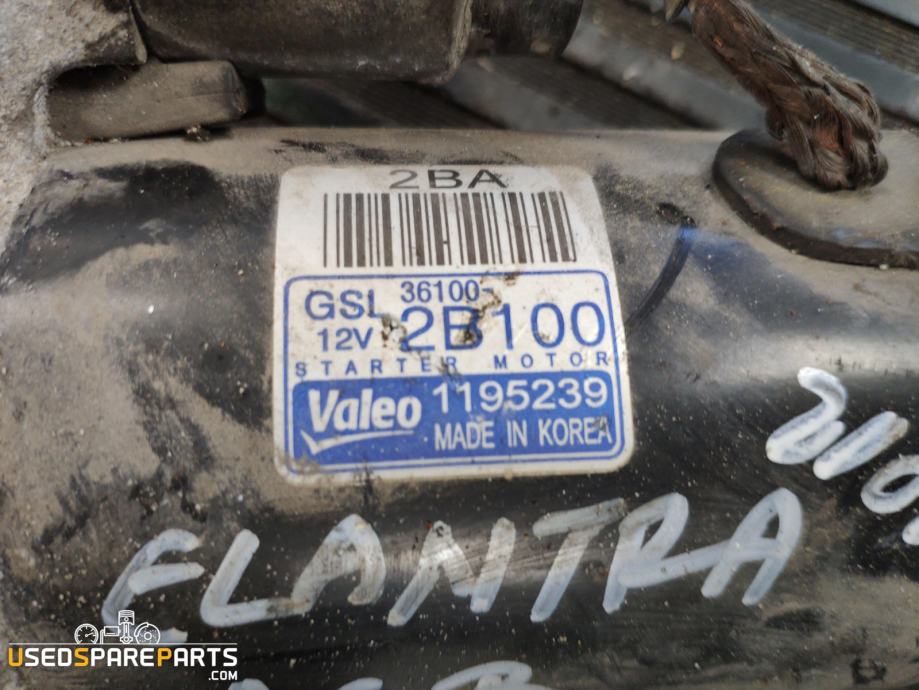 2BA
GSL 36100-
12V 2B100
STARTER MOTOR
Valeo 1195239
MADE IN KOREA
ELANTRA
USEDSPAREPARTS
.COM